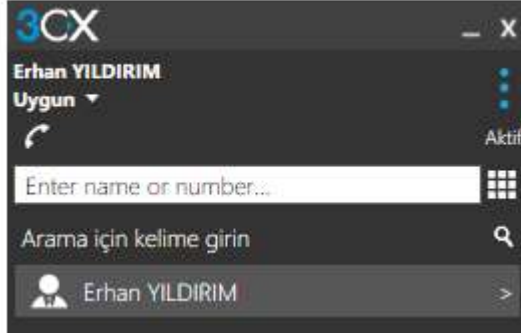 3CX
Erhan YILDIRIM
Uygun
Aktif
Enter name or number...
Arama için kelime girin
Erhan YILDIRIM